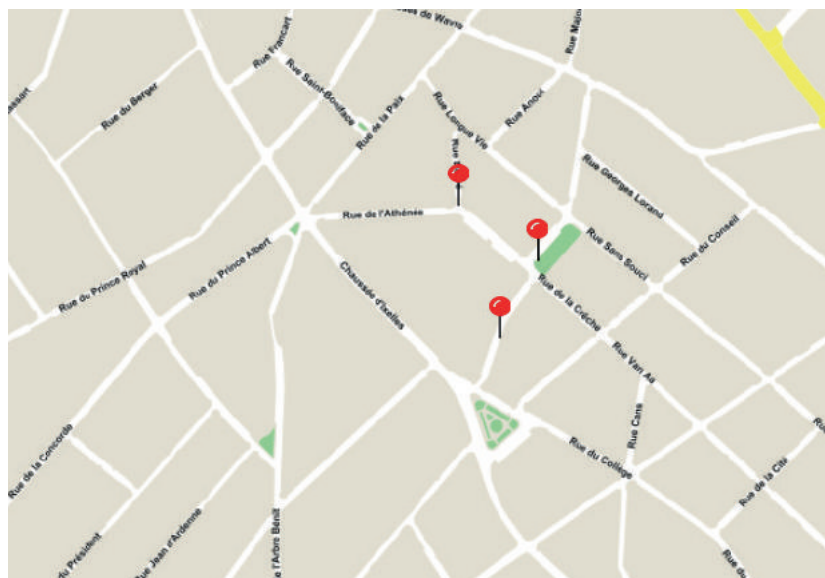 de Wavre
Rue Major
Rue Francart
Rue Saint-Boniface
Rue de la Paix
Rue du Berger
Rue Longue Vie
Rue Anoul
Rue Georges Lorand
Rue de l'Athénée
Rue du Conseil
Rue Sans Souci
Rue du Prince Albert
Rue du Prince Royal
Chaussée d'Ixelles
Rue de la Crèche
Rue Van Aa
Rue Cans
Rue du Collège
Rue de la Cité
Rue de la Concorde
du Président
Rue Jean d'Ardenne
e l'Arbre Bénit
Rue du